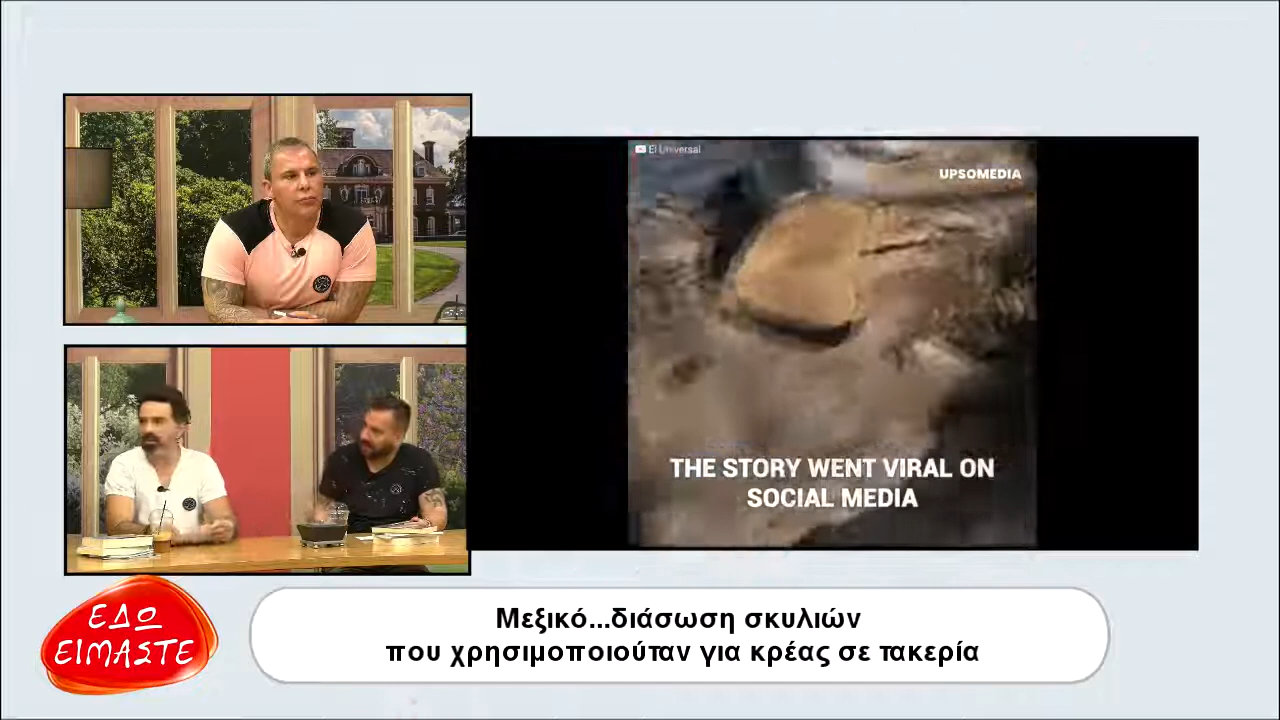 El Universal
UPSOMEDIA
THE STORY WENT VIRAL ON
SOCIAL MEDIA
ΕΔΩ
ΕΙΜΑΣΤΕ
Μεξικό...διάσωση σκυλιών
που χρησιμοποιούταν για κρέας σε τακερία